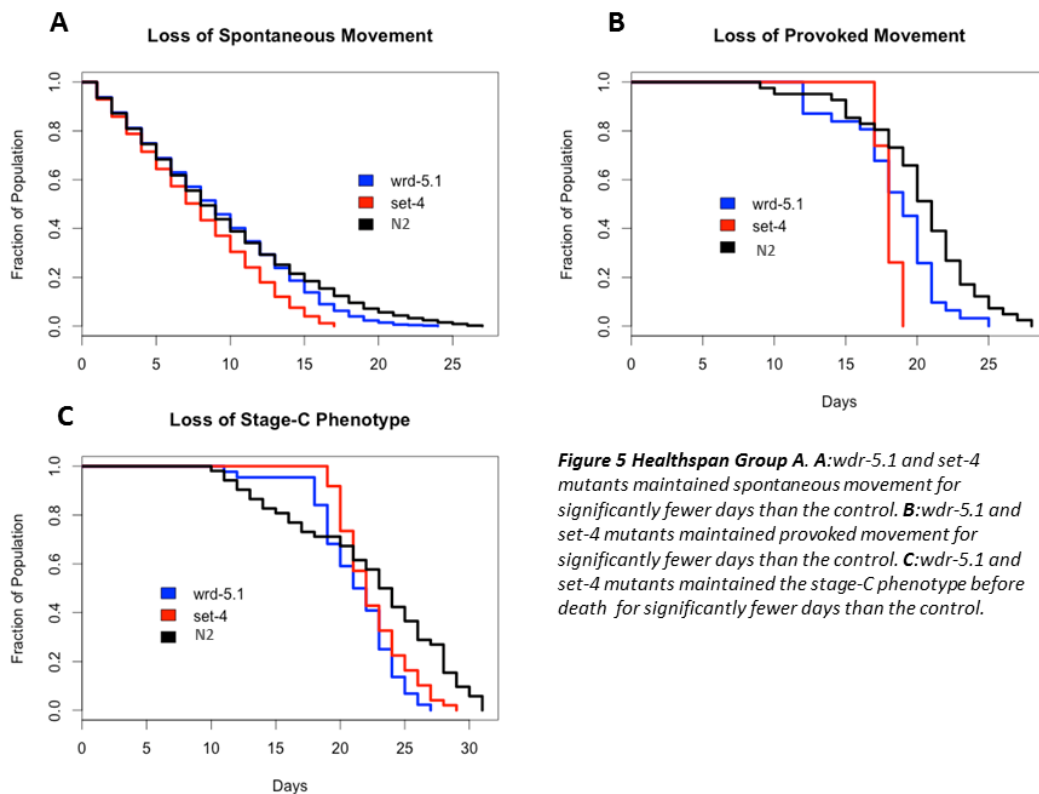 A
Loss of Spontaneous Movement
Fraction of Population
0.0 0.2 0.4 0.6 0.8 1.0
wrd-5.1
set-4
N2
0 5 10 15 20 25
B
Loss of Provoked Movement
Fraction of Population
0.0 0.2 0.4 0.6 0.8 1.0
wrd-5.1
set-4
N2
0 5 10 15 20 25
Days
C
Loss of Stage-C Phenotype
Fraction of Population
0.0 0.2 0.4 0.6 0.8 1.0
wrd-5.1
set-4
N2
0 5 10 15 20 25 30
Days
Figure 5 Healthspan Group A. A:wdr-5.1 and set-4
mutants maintained spontaneous movement for
significantly fewer days than the control. B:wdr-5.1 and
set-4 mutants maintained provoked movement for
significantly fewer days than the control. C:wdr-5.1 and
set-4 mutants maintained the stage-C phenotype before
death for significantly fewer days than the control.